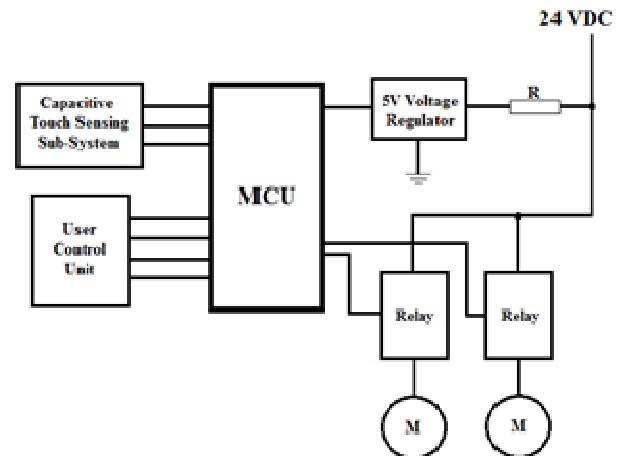 24 VDC
Capacitive
Touch Sensing
Sub-System
MCU
5V Voltage
Regulator
R
User
Control
Unit
Relay
Relay
M
M